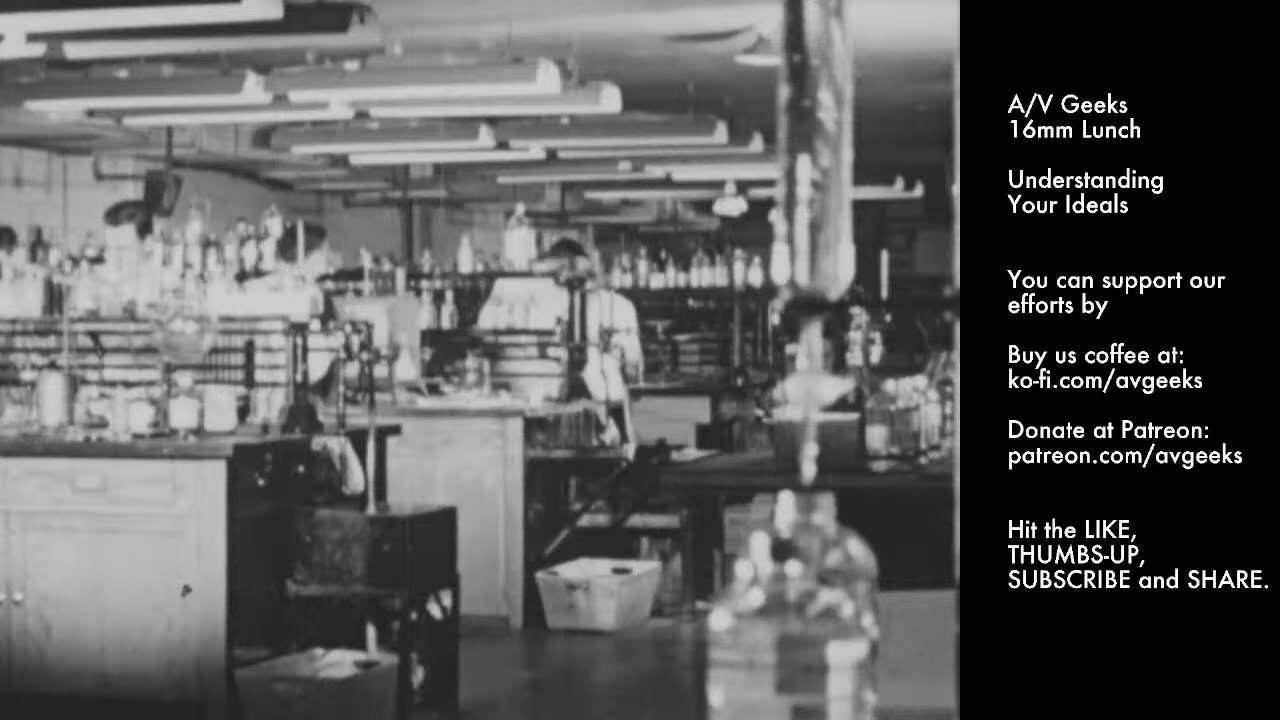 A/V Geeks
16mm Lunch
Understanding
Your Ideals
You can support our
efforts by
Buy us coffee at:
ko-fi.com/avgeeks
Donate at Patreon:
patreon.com/avgeeks
Hit the LIKE,
THUMBS-UP,
SUBSCRIBE and SHARE.